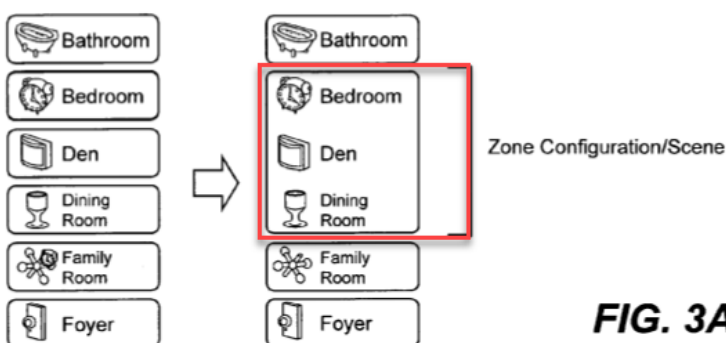 Bathroom
Bedroom
Den
Dining
Room
Family
Room
Foyer
Bathroom
Bedroom
Den
Dining
Room
Family
Room
Foyer
Zone Configuration/Scene
FIG. 3A